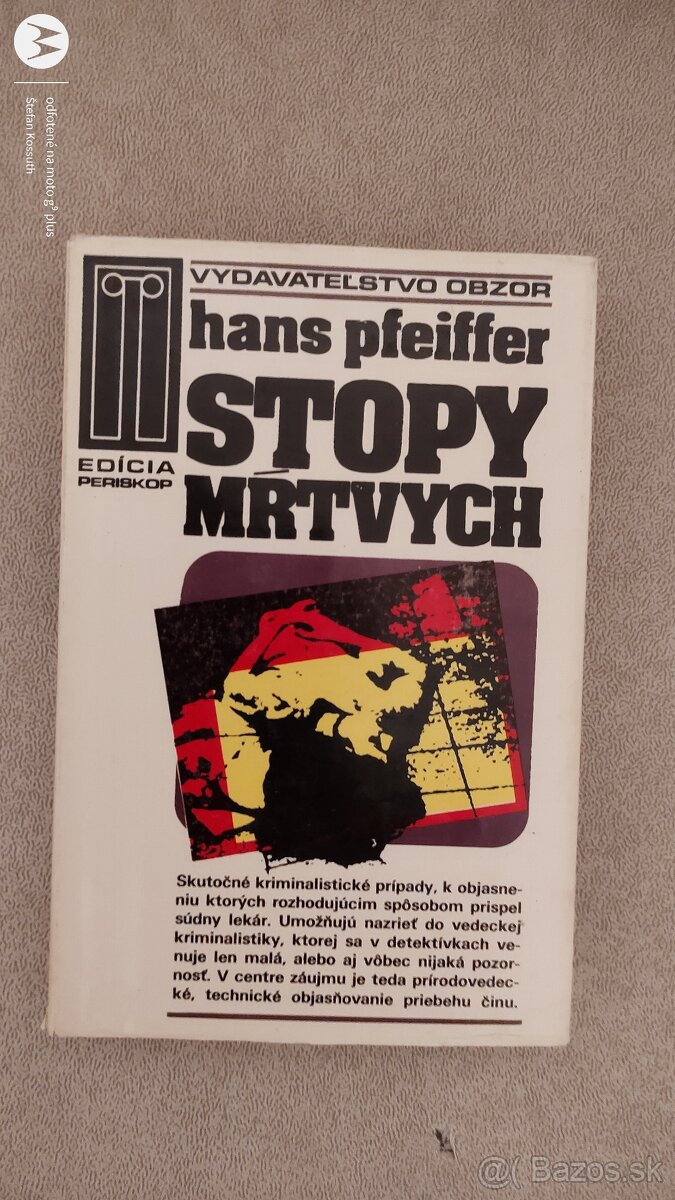 odfotené na moto g⁹ plus
Štefan Kossuth
VYDAVATEĽSTVO OBZOR
hans pfeiffer
STOPY
MŔTVYCH
EDÍCIA
PERISKOP
Skutočné kriminalistické prípady, k objasne-
niu ktorých rozhodujúcim spôsobom prispel
súdny lekár. Umožňujú nazrieť do vedeckej
kriminalistiky, ktorej sa v detektívkach ve-
nuje len malá, alebo aj vôbec nijaká pozor-
nosť. V centre záujmu je teda prírodovedec-
ké, technické objasňovanie priebehu činu.
@( Bazos.sk